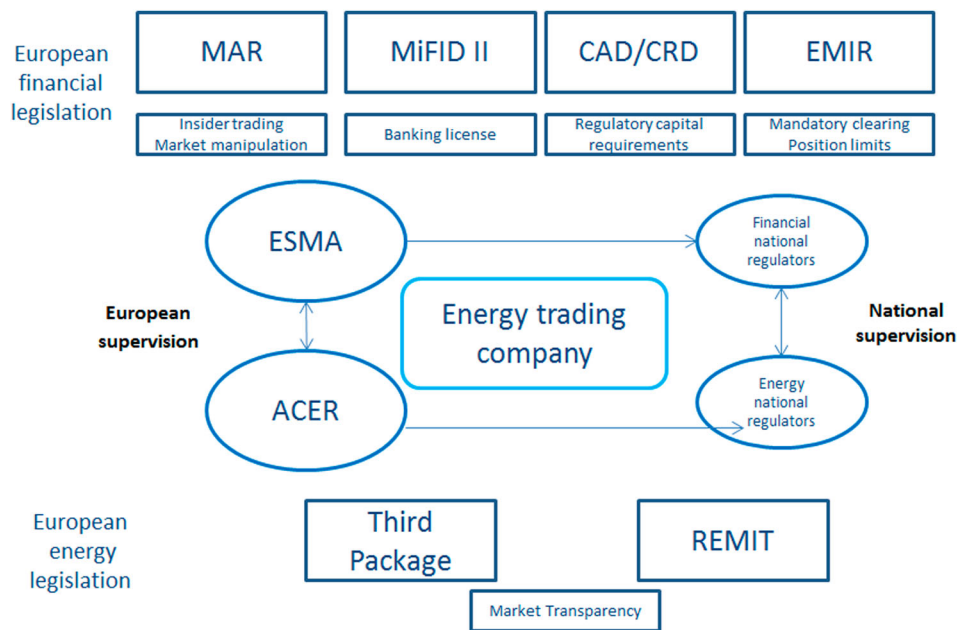 European
financial
legislation
MAR
MiFID II
CAD/CRD
EMIR
Insider trading
Market manipulation
Banking license
Regulatory capital
requirements
Mandatory clearing
Position limits
ESMA
Financial
national
regulators
European
supervision
Energy trading
company
National
supervision
ACER
Energy
national
regulators
European
energy
legislation
Third
Package
REMIT
Market Transparency